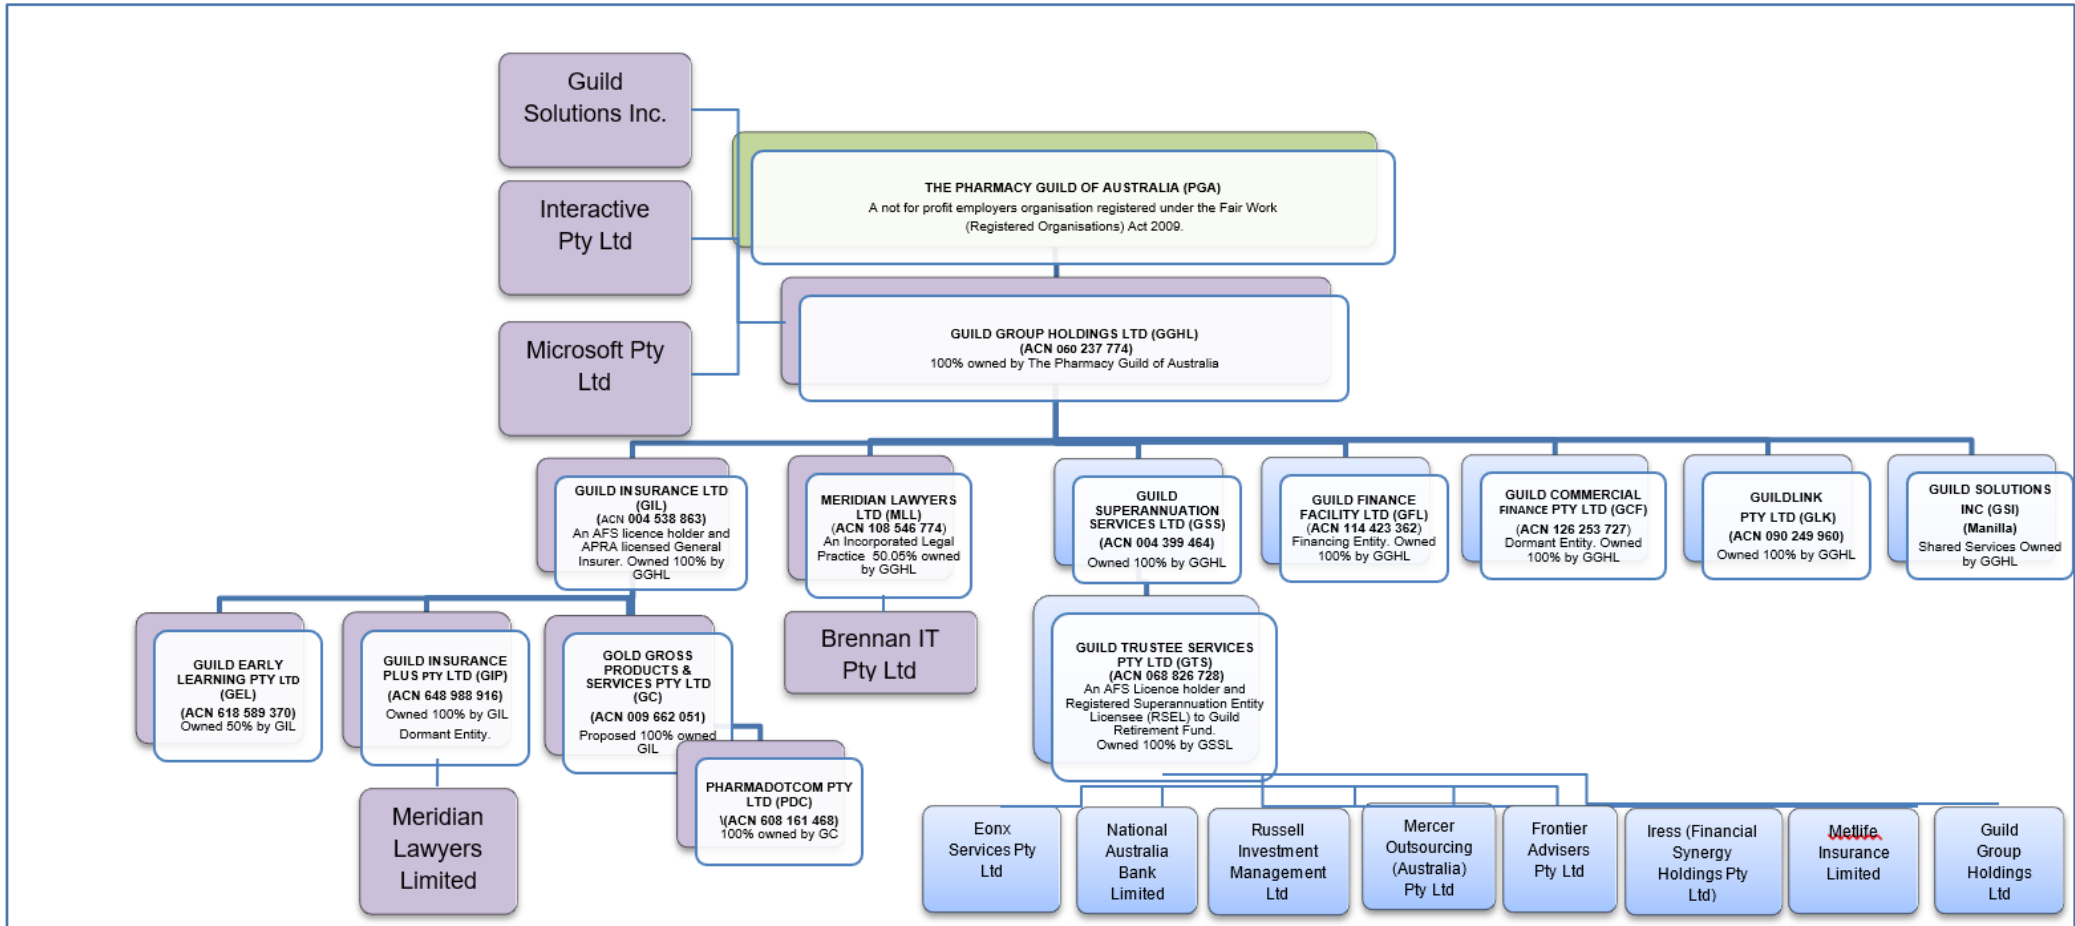 Guild
Solutions Inc.
Interactive
Pty Ltd
Microsoft Pty
Ltd
THE PHARMACY GUILD OF AUSTRALIA (PGA)
A not for profit employers organisation registered under the Fair Work
(Registered Organisations) Act 2009.
GUILD GROUP HOLDINGS LTD (GGHL)
(ACN 060 237 774)
100% owned by The Pharmacy Guild of Australia
GUILD INSURANCE LTD
(GIL)
(ACN 004 538 863)
An AFS licence holder and
APRA licensed General
Insurer. Owned 100% by
GGHL
MERIDIAN LAWYERS
LTD (MLL)
(ACN 108 546 774)
An Incorporated Legal
Practice 50.05% owned
by GGHL
GUILD
SUPERANNUATION
SERVICES LTD (GSS)
(ACN 004 399 464)
Owned 100% by GGHL
GUILD FINANCE
FACILITY LTD (GFL)
(ACN 114 423 362)
Financing Entity. Owned
100% by GGHL
GUILD COMMERCIAL
FINANCE PTY LTD (GCF)
(ACN 126 253 727)
Dormant Entity. Owned
100% by GGHL
GUILDLINK
PTY LTD (GLK)
(ACN 090 249 960)
Owned 100% by GGHL
GUILD SOLUTIONS
INC (GSI)
(Manilla)
Shared Services Owned
by GGHL
GUILD EARLY
LEARNING PTY LTD
(GEL)
(ACN 618 589 370)
Owned 50% by GIL
GUILD INSURANCE
PLUS PTY LTD (GIP)
(ACN 648 988 916)
Owned 100% by GIL
Dormant Entity.
GOLD GROSS
PRODUCTS &
SERVICES PTY LTD
(GC)
(ACN 009 662 051)
Proposed 100% owned
GIL
Brennan IT
Pty Ltd
GUILD TRUSTEE SERVICES
PTY LTD (GTS)
(ACN 068 826 728)
An AFS Licence holder and
Registered Superannuation Entity
Licensee (RSEL) to Guild
Retirement Fund.
Owned 100% by GSSL
PHARMADOTCOM PTY
LTD (PDC)
\(ACN 608 161 468)
100% owned by GC
Meridian
Lawyers
Limited
Eonx
Services Pty
Ltd
National
Australia
Bank
Limited
Russell
Investment
Management
Ltd
Mercer
Outsourcing
(Australia)
Pty Ltd
Frontier
Advisers
Pty Ltd
Iress (Financial
Synergy
Holdings Pty
Ltd)
Metlife
Insurance
Limited
Guild
Group
Holdings
Ltd